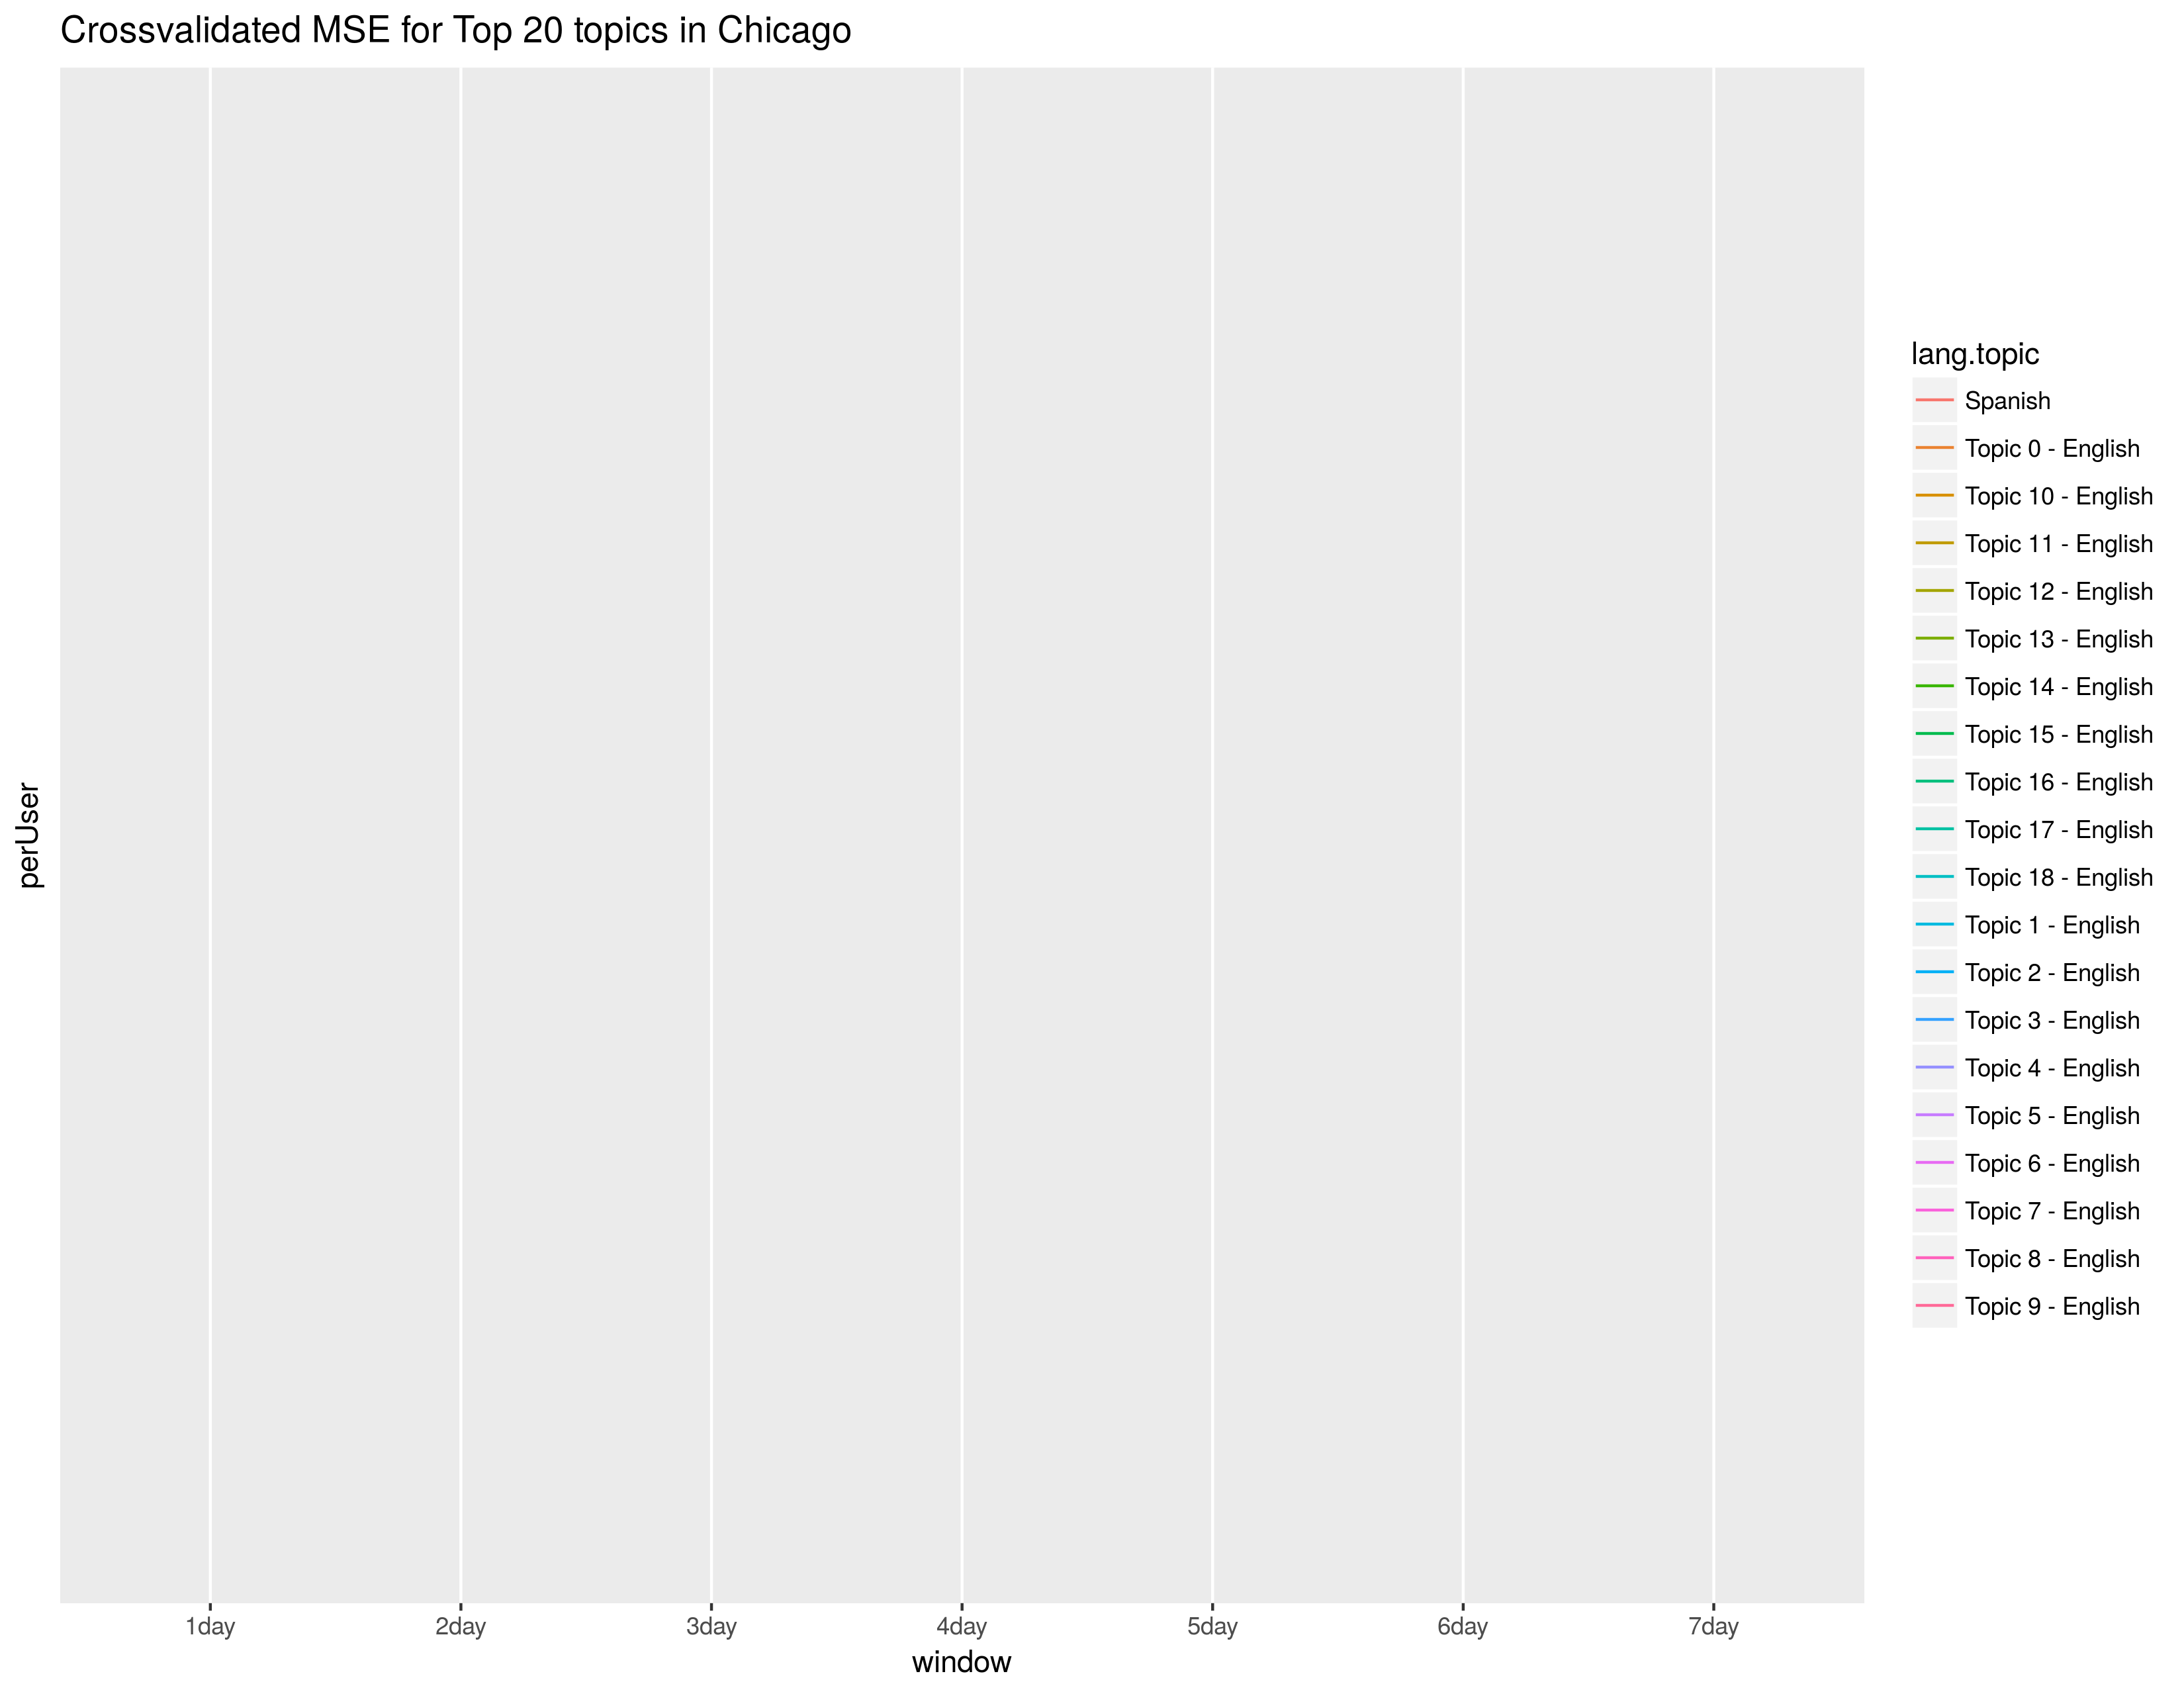 Crossvalidated MSE for Top 20 topics in Chicago
perUser
1day 2day 3day 4day 5day 6day 7day
window
lang.topic
Spanish
Topic 0 - English
Topic 10 - English
Topic 11 - English
Topic 12 - English
Topic 13 - English
Topic 14 - English
Topic 15 - English
Topic 16 - English
Topic 17 - English
Topic 18 - English
Topic 1 - English
Topic 2 - English
Topic 3 - English
Topic 4 - English
Topic 5 - English
Topic 6 - English
Topic 7 - English
Topic 8 - English
Topic 9 - English